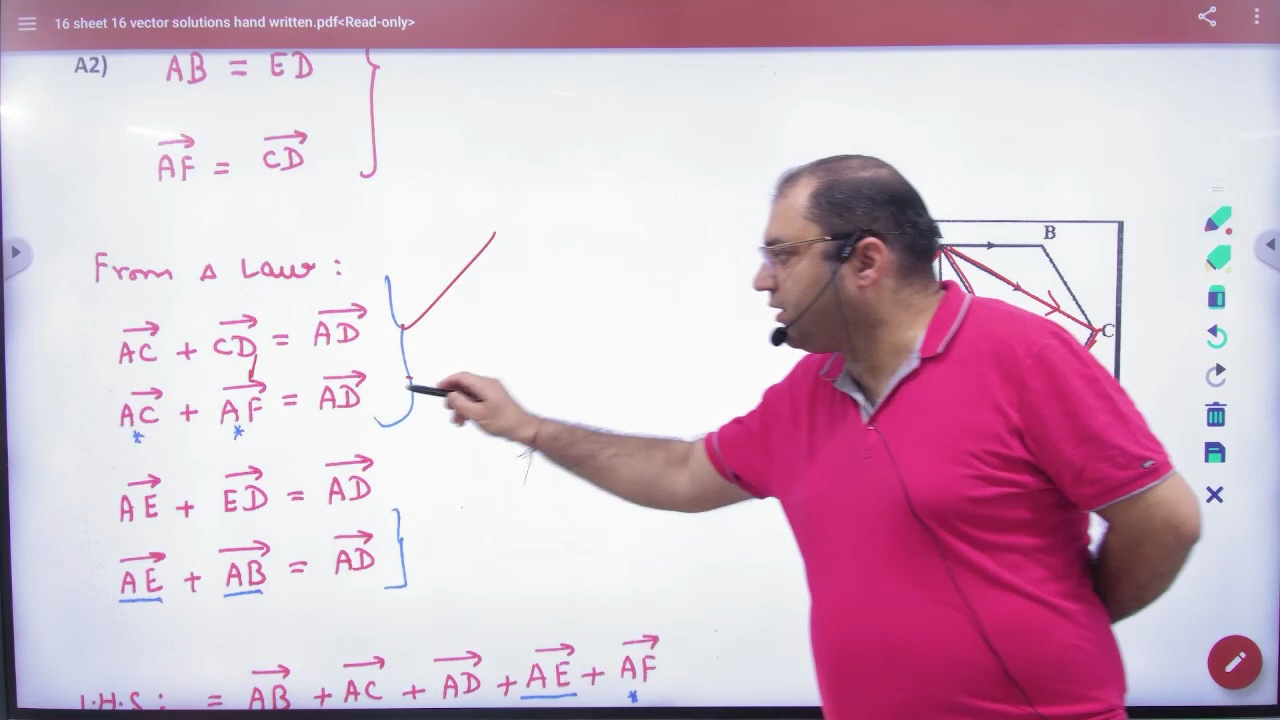 16 sheet 16 vector solutions hand written.pdf<Read-only>
A2) AB = ED
AF = CD
From Δ Law :
AC + CD = AD
AC + AF = AD
* *
AE + ED = AD
AE + AB = AD
L.H.S : = AB + AC + AD + AE + AF
*
B
C